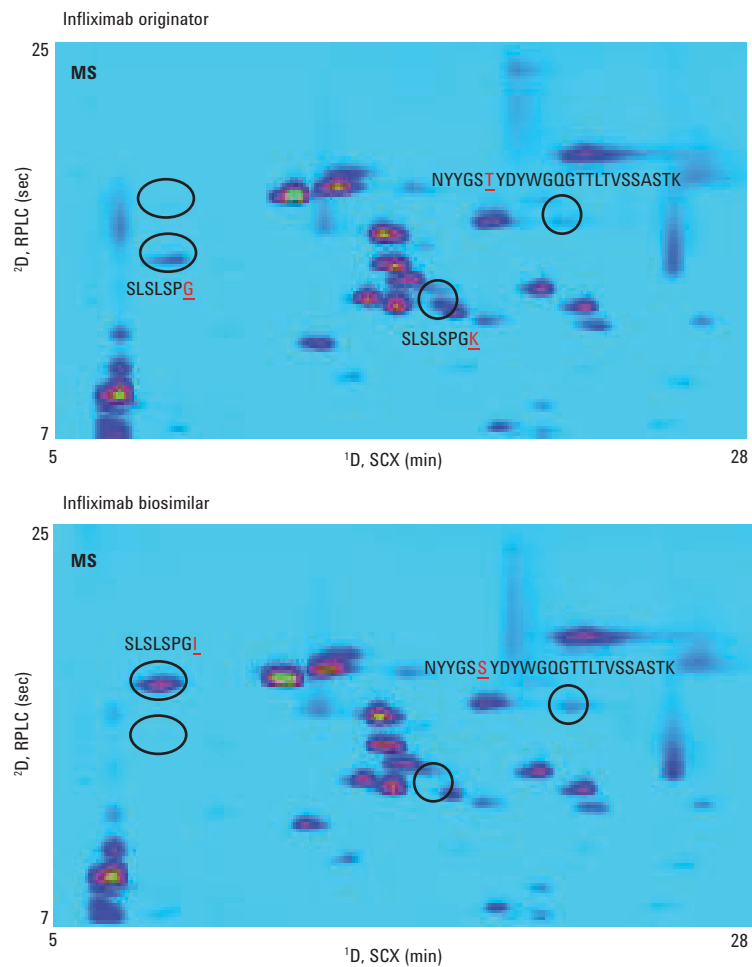 Infliximab originator
25
MS
NYYGSTYDYWGQGTTLTVSSASTK
²D, RPLC (sec)
SLSLSPG
SLSLSPGK
7
5
¹D, SCX (min)
28
Infliximab biosimilar
25
MS
SLSLSPGI
NYYGSSYDYWGQGTTLTVSSASTK
²D, RPLC (sec)
7
5
¹D, SCX (min)
28